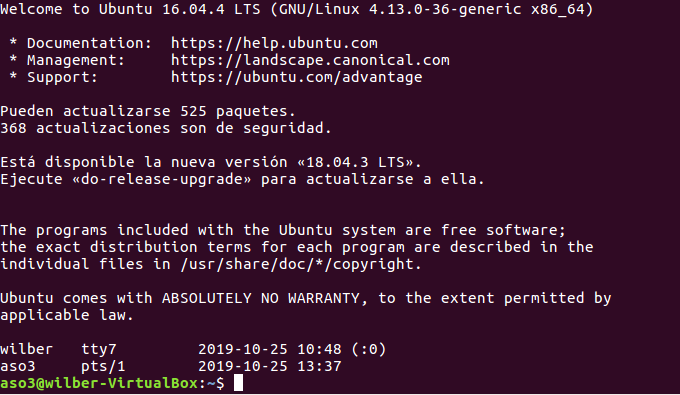 Welcome to Ubuntu 16.04.4 LTS (GNU/Linux 4.13.0-36-generic x86_64)
* Documentation:  https://help.ubuntu.com
* Management:     https://landscape.canonical.com
* Support:        https://ubuntu.com/advantage
Pueden actualizarse 525 paquetes.
368 actualizaciones son de seguridad.
Está disponible la nueva versión «18.04.3 LTS».
Ejecute «do-release-upgrade» para actualizarse a ella.
The programs included with the Ubuntu system are free software;
the exact distribution terms for each program are described in the
individual files in /usr/share/doc/*/copyright.
Ubuntu comes with ABSOLUTELY NO WARRANTY, to the extent permitted by
applicable law.
wilber   tty7         2019-10-25 10:48 (:0)
aso3     pts/1        2019-10-25 13:37
aso3@wilber-VirtualBox:~$